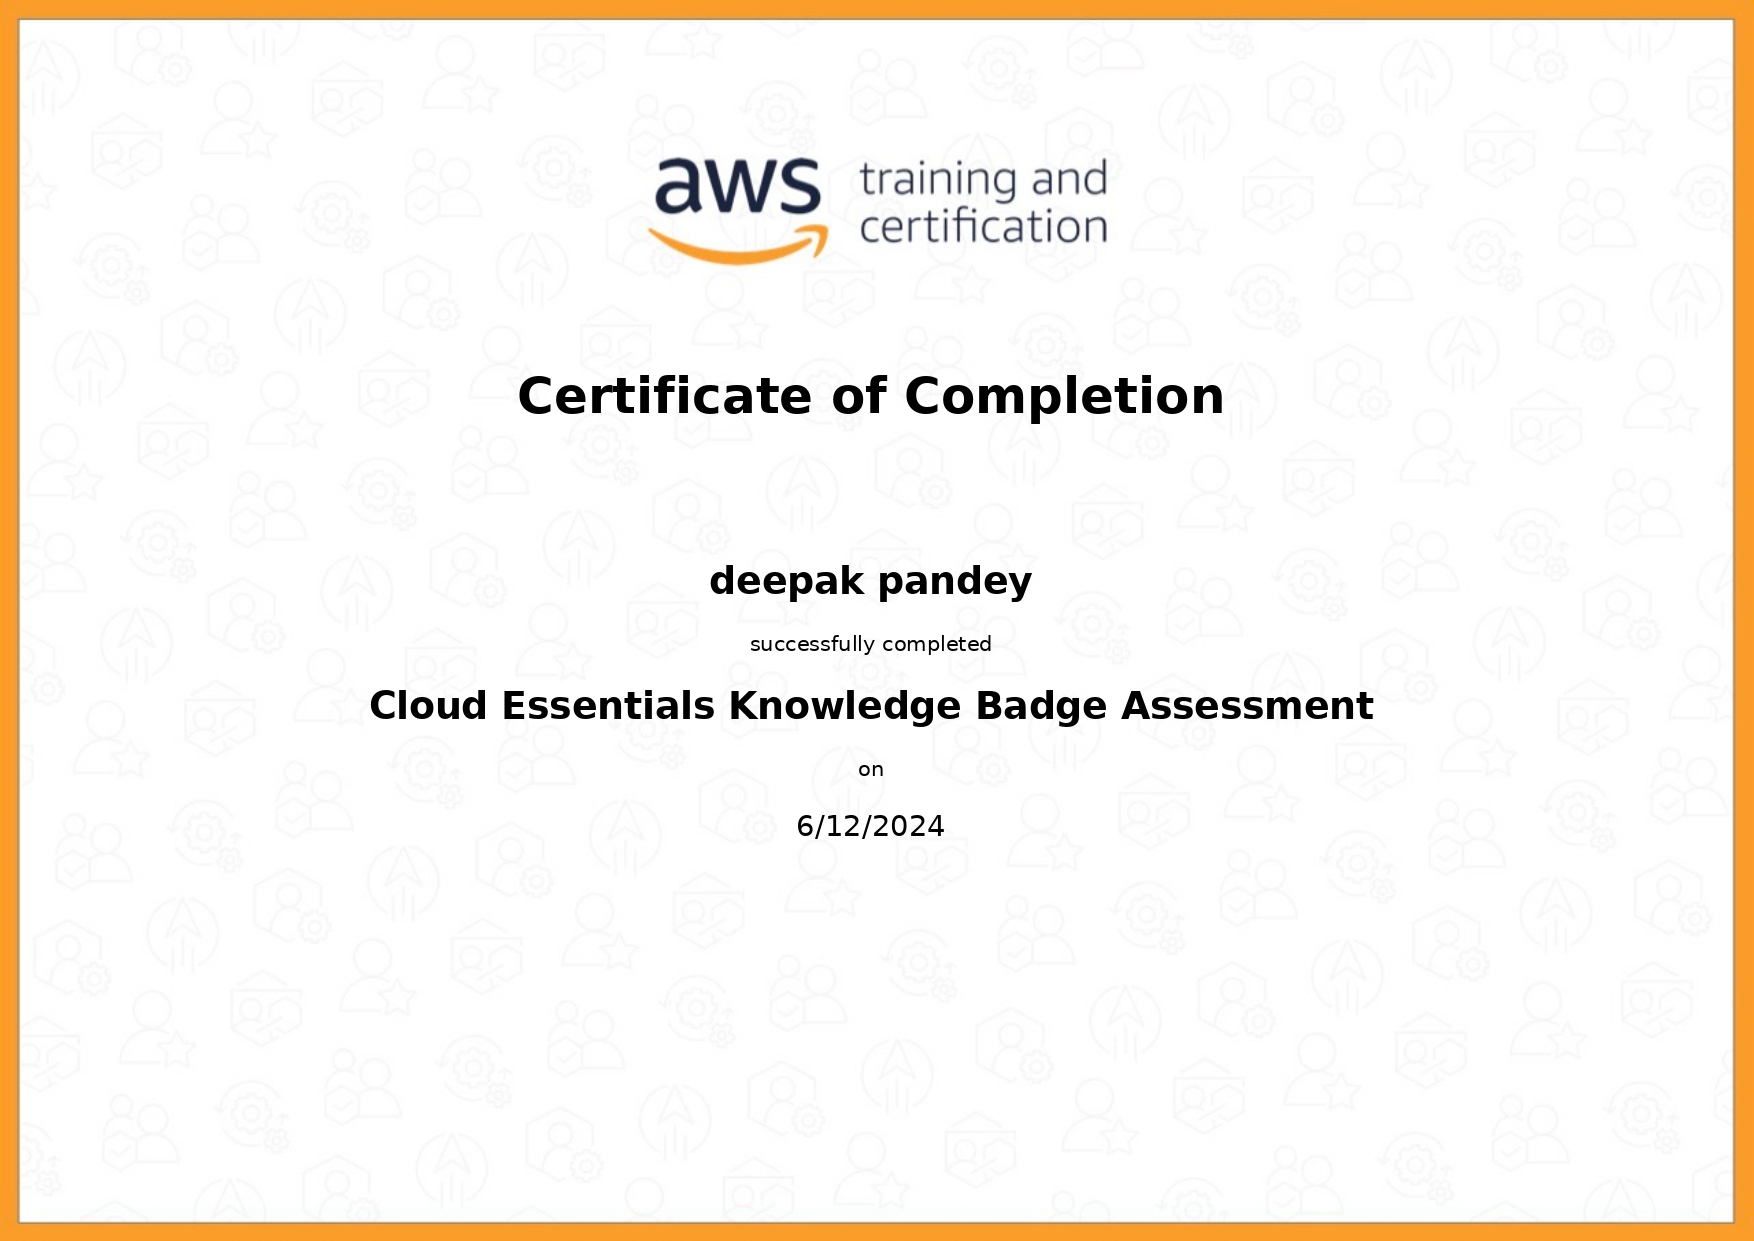 aws training and
certification
Certificate of Completion
deepak pandey
successfully completed
Cloud Essentials Knowledge Badge Assessment
on
6/12/2024